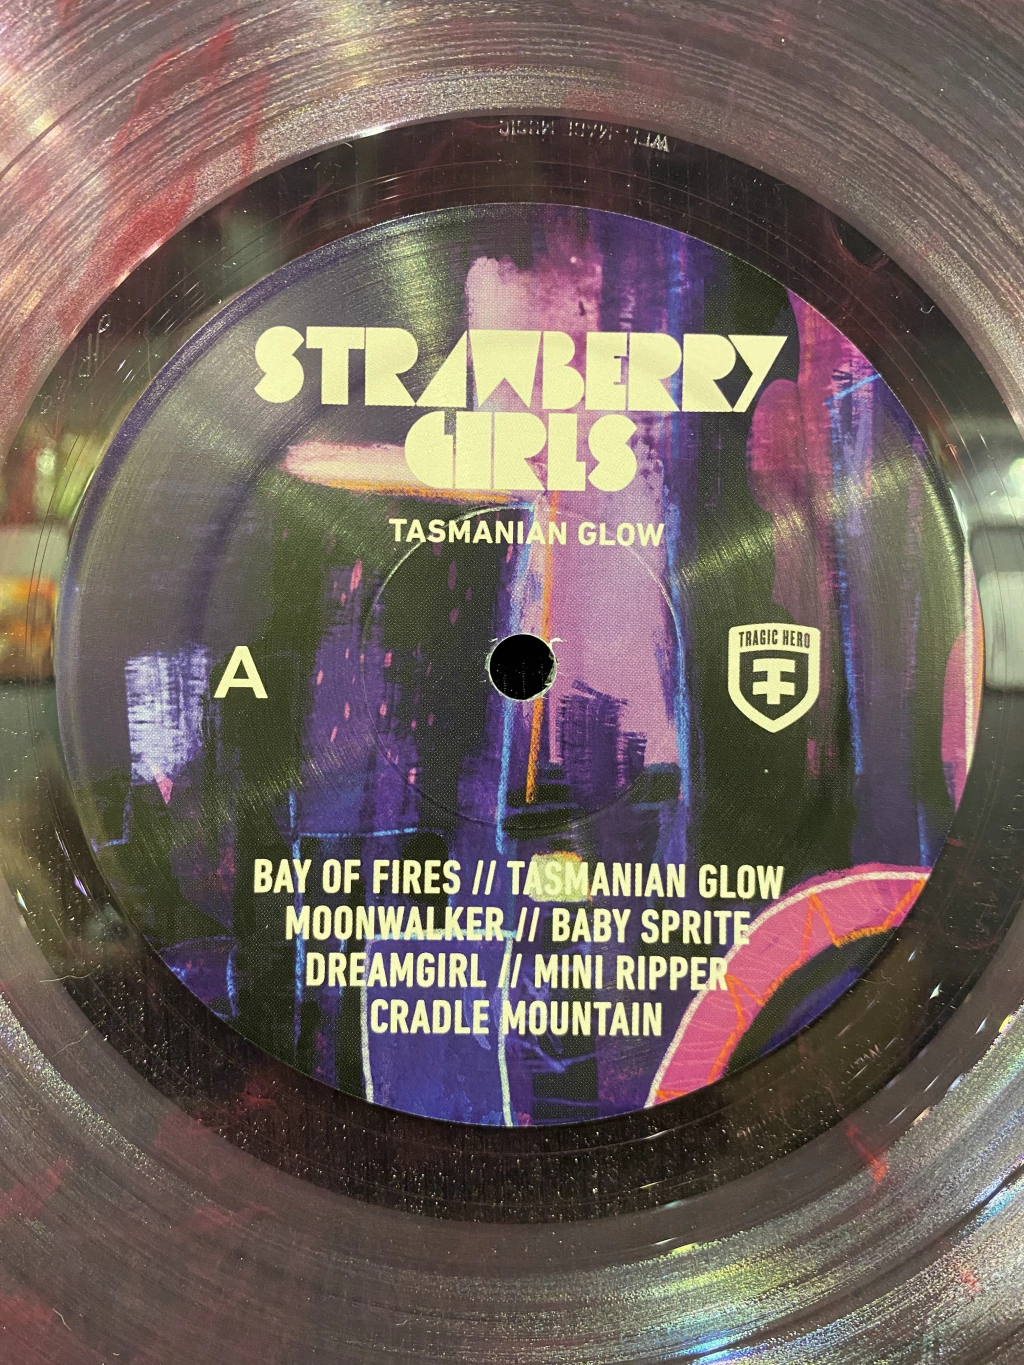 STRAWBERRY
GIRLS
TASMANIAN GLOW
A
TRAGIC HERO
BAY OF FIRES // TASMANIAN GLOW
MOONWALKER // BABY SPRITE
DREAMGIRL // MINI RIPPER
CRADLE MOUNTAIN